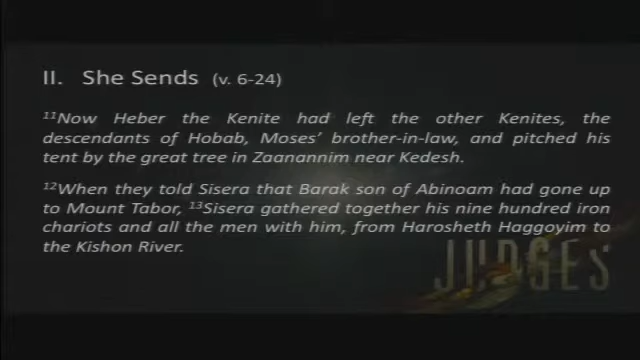 II. She Sends (v. 6-24)
¹¹Now Heber the Kenite had left the other Kenites, the
descendants of Hobab, Moses' brother-in-law, and pitched his
tent by the great tree in Zaanannim near Kedesh.
¹²When they told Sisera that Barak son of Abinoam had gone up
to Mount Tabor, ¹³Sisera gathered together his nine hundred iron
chariots and all the men with him, from Harosheth Haggoyim to
the Kishon River.
JUDGES